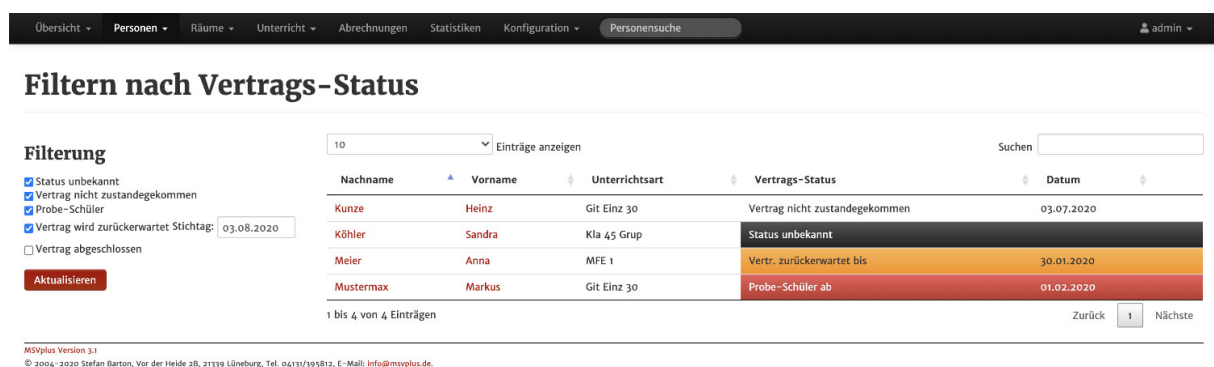 Übersicht Personen Räume Unterricht Abrechnungen Statistiken Konfiguration Personensuche admin
Filtern nach Vertrags-Status
Filterung
Status unbekannt
Vertrag nicht zustandegekommen
Probe-Schüler
Vertrag wird zurückerwartet Stichtag: 03.08.2020
Vertrag abgeschlossen
Aktualisieren
10 Einträge anzeigen Suchen
Nachname Vorname Unterrichtsart Vertrags-Status Datum
Kunze Heinz Git Einz 30 Vertrag nicht zustandegekommen 03.07.2020
Köhler Sandra Kla 45 Grup Status unbekannt
Meier Anna MFE 1 Vertr. zurückerwartet bis 30.01.2020
Mustermax Markus Git Einz 30 Probe-Schüler ab 01.02.2020
1 bis 4 von 4 Einträgen Zurück 1 Nächste
MSVplus Version 3.1
© 2004-2020 Stefan Barton, Vor der Heide 2B, 21339 Lüneburg, Tel. 04131/395812, E-Mail: info@msvplus.de.